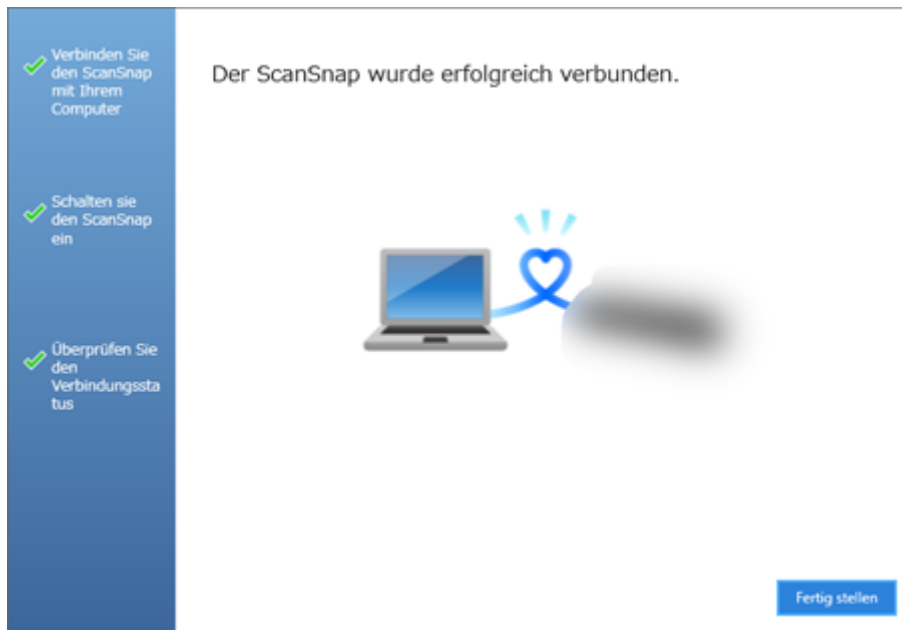 Verbinden Sie
den ScanSnap
mit Ihrem
Computer
Der ScanSnap wurde erfolgreich verbunden.
Schalten sie
den ScanSnap
ein
Überprüfen Sie
den
Verbindungssta
tus
Fertig stellen